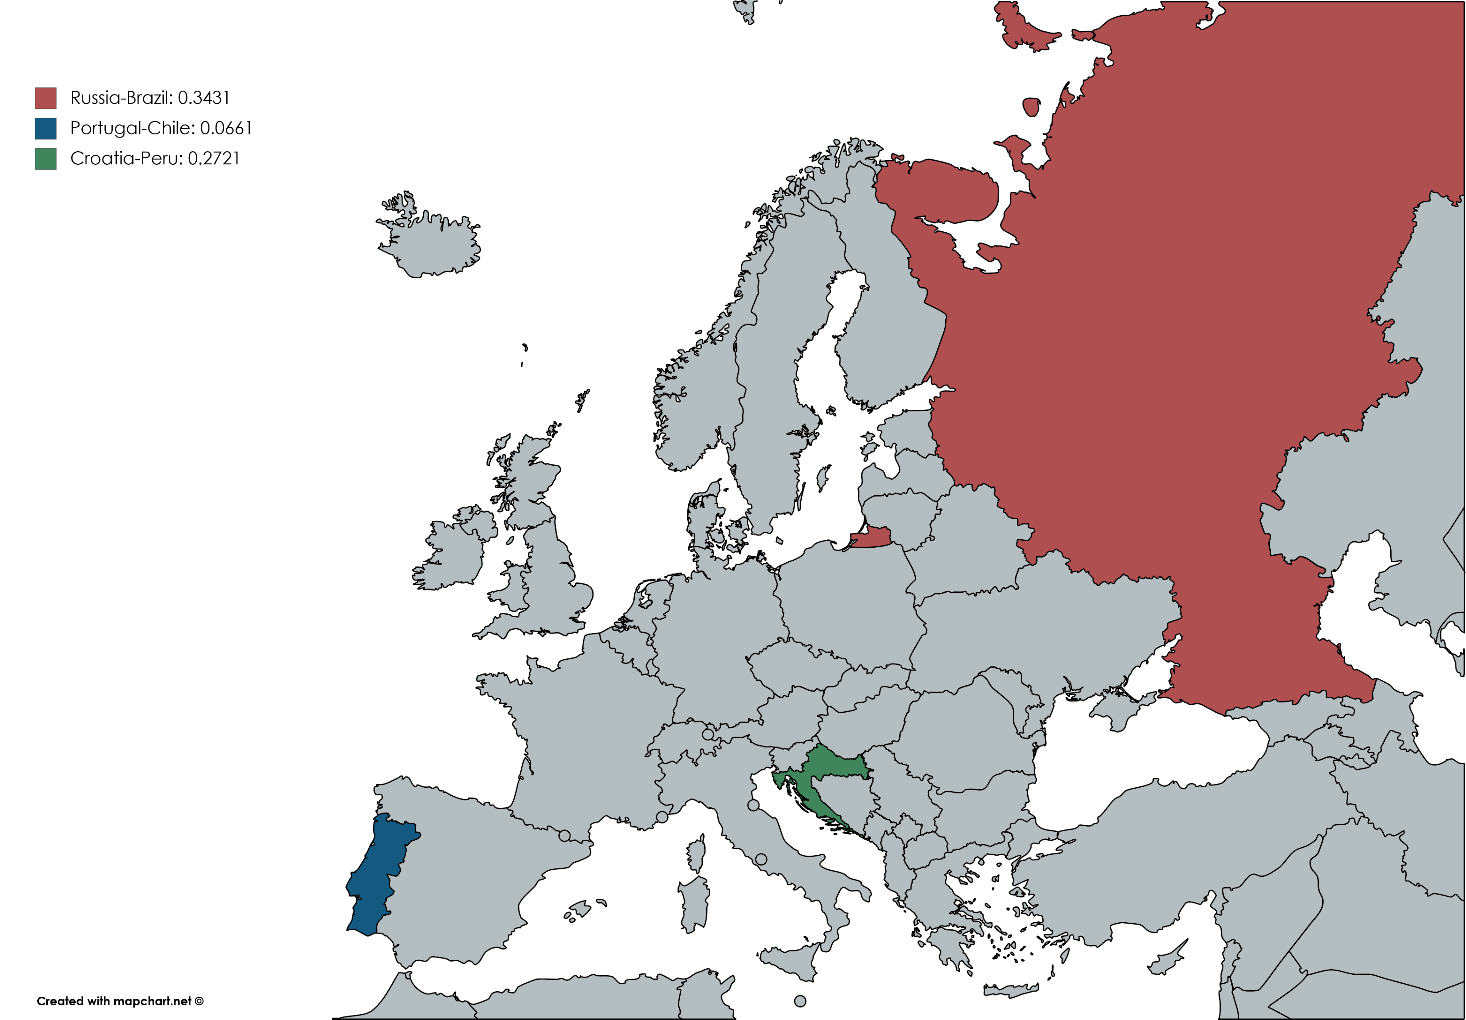 Russia-Brazil: 0.3431
Portugal-Chile: 0.0661
Croatia-Peru: 0.2721
Created with mapchart.net ©